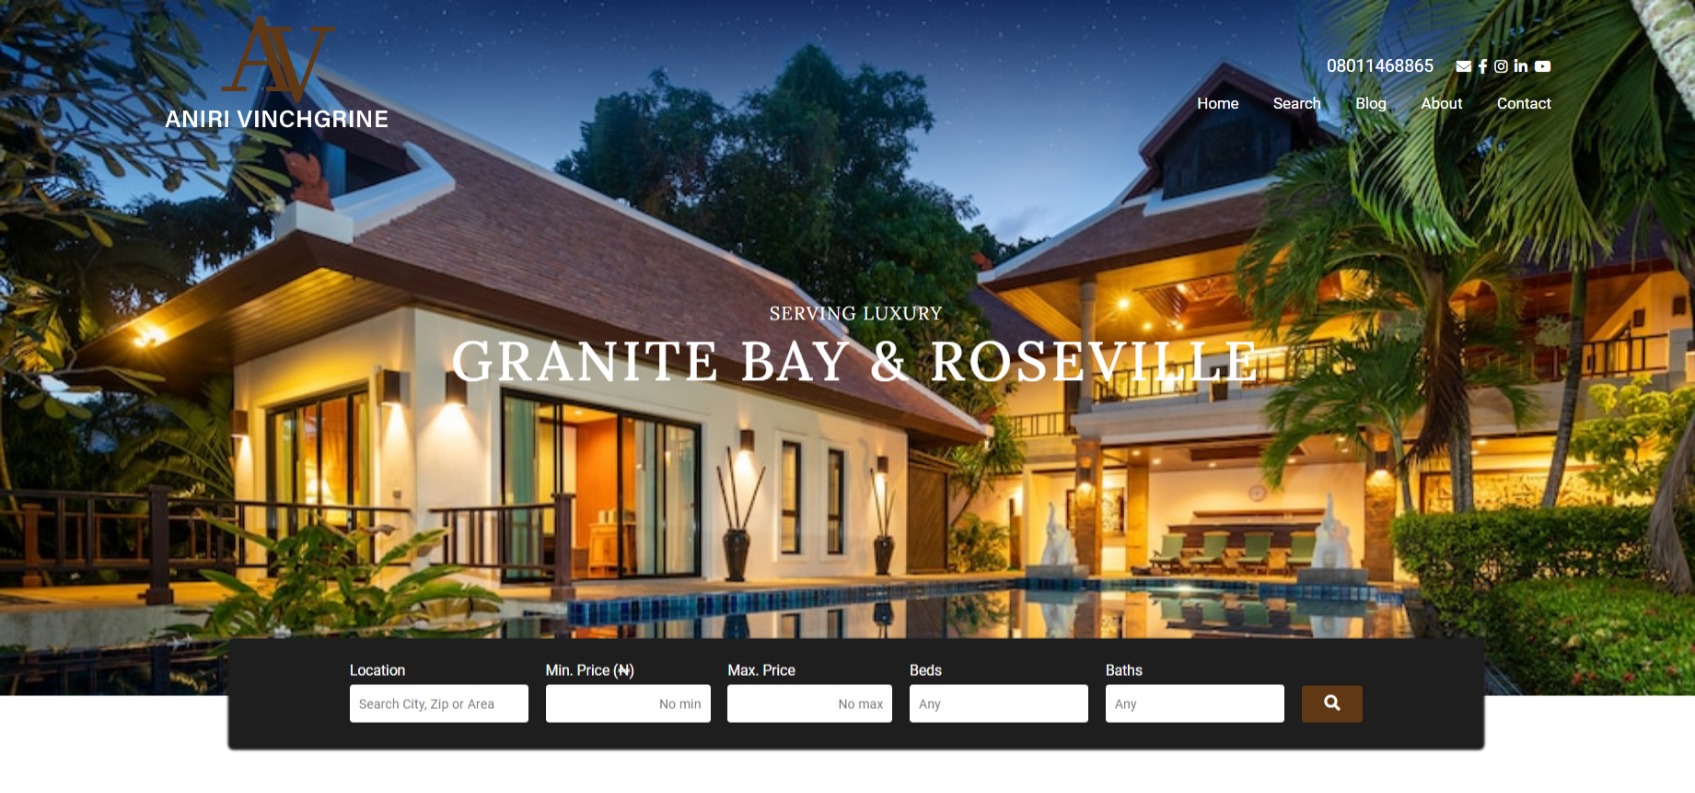 AV
ANIRI VINCHGRINE
08011468865
Home Search Blog About Contact
SERVING LUXURY
GRANITE BAY & ROSEVILLE
Location Min. Price (₦) Max. Price Beds Baths
Search City, Zip or Area No min No max Any Any